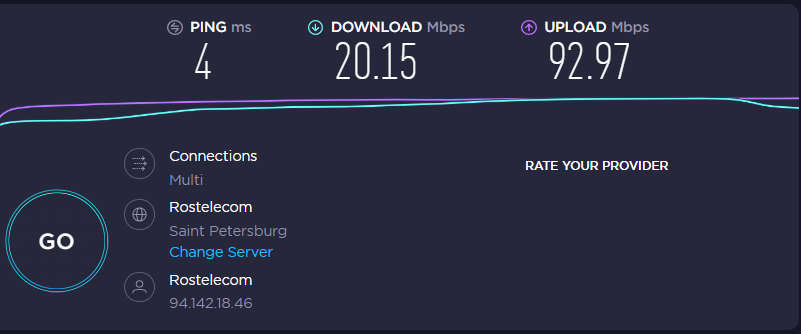 PING ms
4
DOWNLOAD Mbps
20.15
UPLOAD Mbps
92.97
GO
Connections
Multi
Rostelecom
Saint Petersburg
Change Server
Rostelecom
94.142.18.46
RATE YOUR PROVIDER